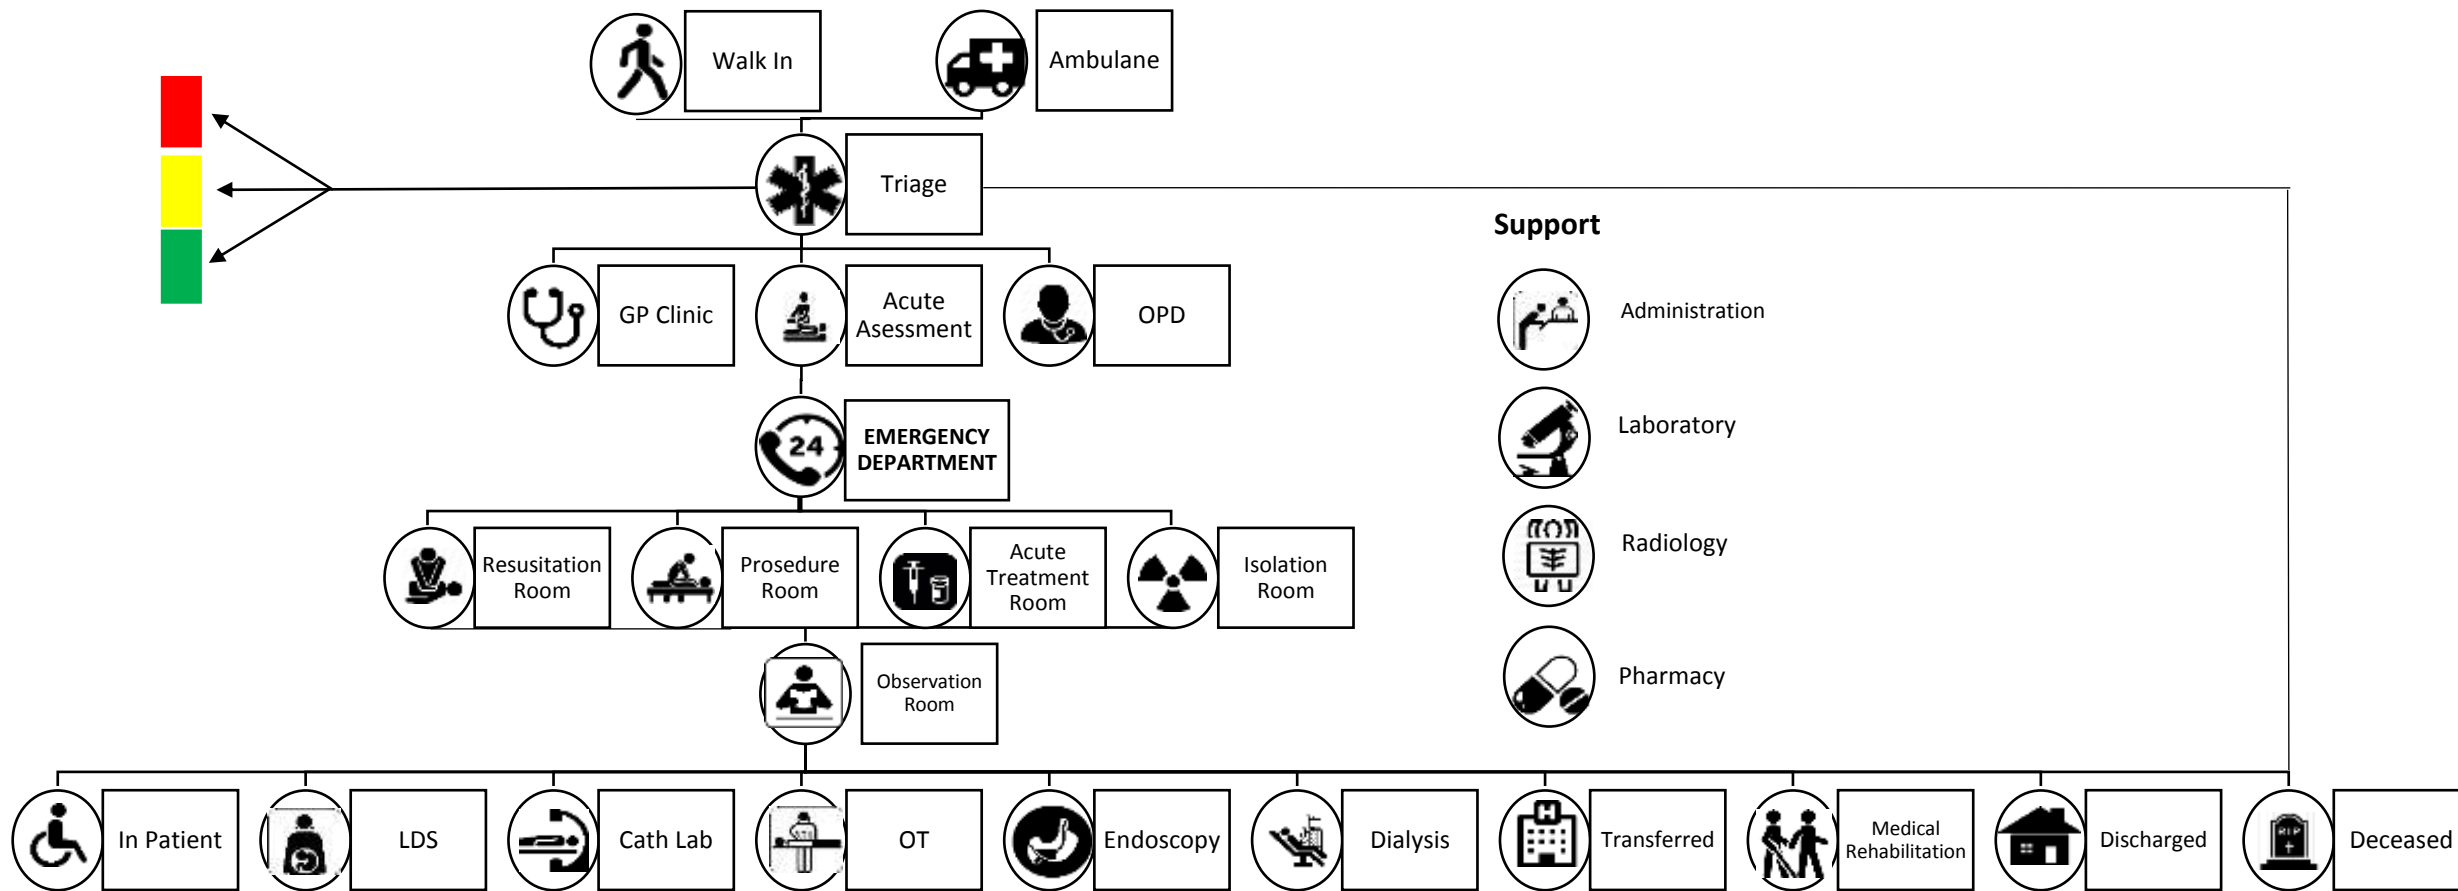 Walk In
Ambulane
Triage
Support
GP Clinic
Acute
Asessment
OPD
Administration
24
EMERGENCY
DEPARTMENT
Laboratory
Resusitation
Room
Prosedure
Room
Acute
Treatment
Room
Isolation
Room
Radiology
Observation
Room
Pharmacy
In Patient
LDS
Cath Lab
OT
Endoscopy
Dialysis
H
Transferred
Medical
Rehabilitation
Discharged
RIP
Deceased